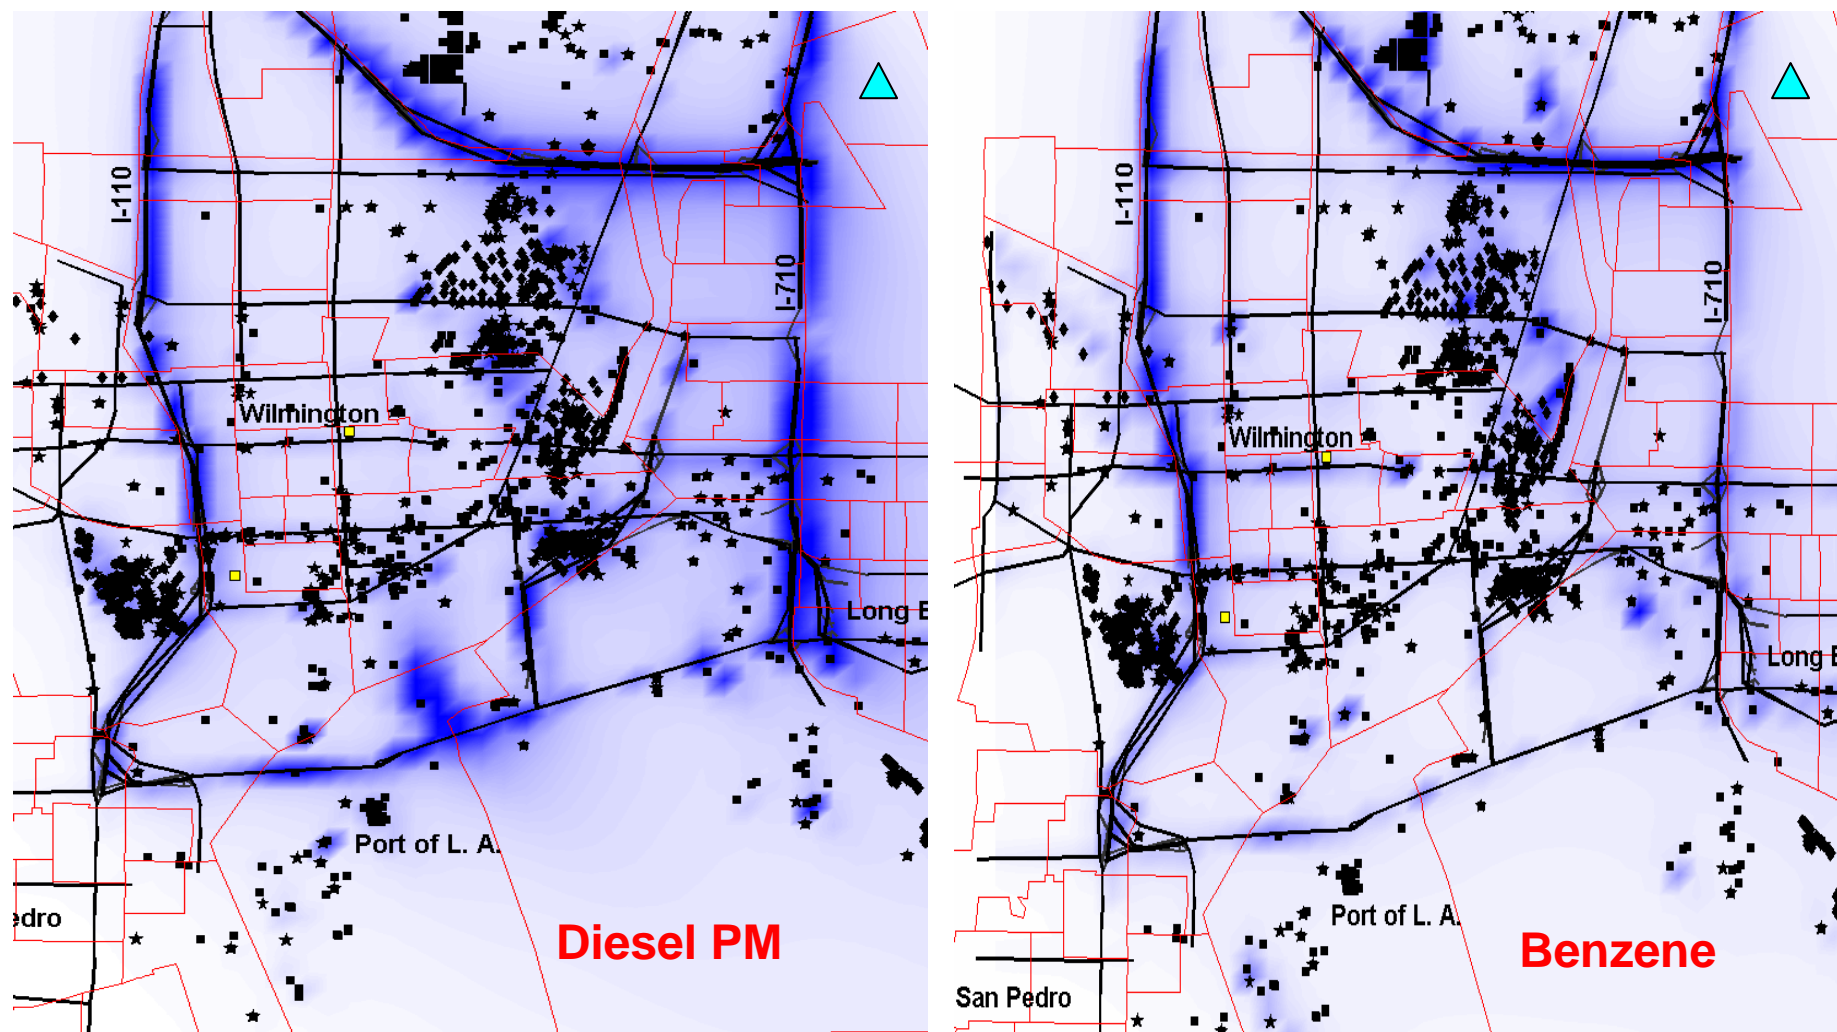 I-110
I-710
Wilmington
Long B
Port of L. A.
edro
Diesel PM
I-110
I-710
Wilmington
Long B
Port of L. A.
San Pedro
Benzene